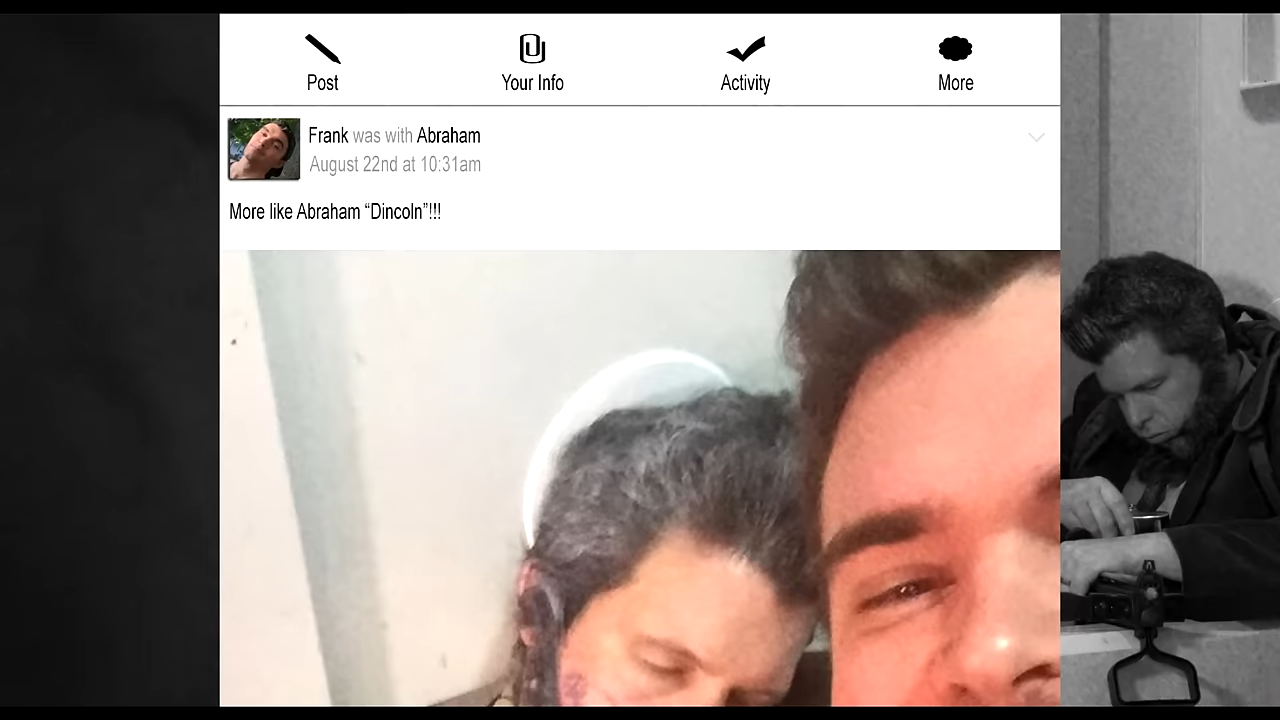 Post
Your Info
Activity
More
Frank was with Abraham
August 22nd at 10:31am
More like Abraham “Dincoln”!!!